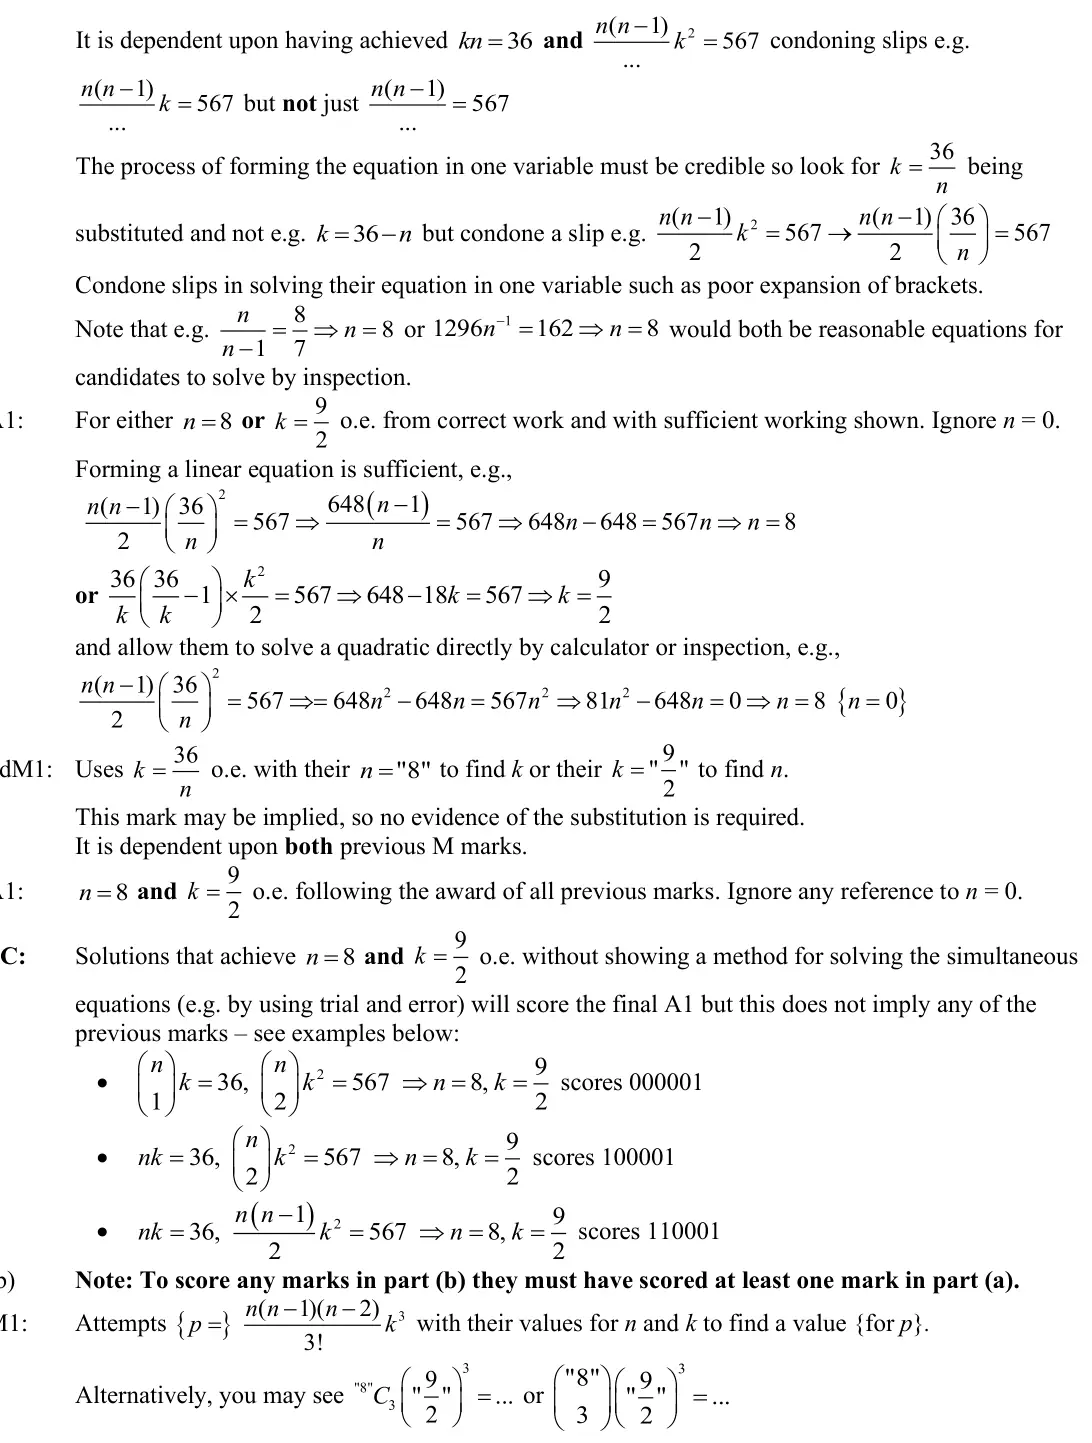 It is dependent upon having achieved kn = 36 and n(n−1)/... k² = 567 condoning slips e.g.
n(n−1)/... k = 567 but not just n(n−1)/... = 567
The process of forming the equation in one variable must be credible so look for k = 36/n being
substituted and not e.g. k = 36 − n but condone a slip e.g. n(n−1)/2 k² = 567 → n(n−1)/2 (36/n) = 567
Condone slips in solving their equation in one variable such as poor expansion of brackets.
Note that e.g. n/(n−1) = 8/7 ⇒ n = 8 or 1296n⁻¹ = 162 ⇒ n = 8 would both be reasonable equations for
candidates to solve by inspection.
1: For either n = 8 or k = 9/2 o.e. from correct work and with sufficient working shown. Ignore n = 0.
Forming a linear equation is sufficient, e.g.,
n(n−1)/2 (36/n)² = 567 ⇒ 648(n−1)/n = 567 ⇒ 648n − 648 = 567n ⇒ n = 8
or 36/k (36/k − 1) × k²/2 = 567 ⇒ 648 − 18k = 567 ⇒ k = 9/2
and allow them to solve a quadratic directly by calculator or inspection, e.g.,
n(n−1)/2 (36/n)² = 567 ⇒= 648n² − 648n = 567n² ⇒ 81n² − 648n = 0 ⇒ n = 8 {n = 0}
dM1: Uses k = 36/n o.e. with their n = "8" to find k or their k = "9/2" to find n.
This mark may be implied, so no evidence of the substitution is required.
It is dependent upon both previous M marks.
1: n = 8 and k = 9/2 o.e. following the award of all previous marks. Ignore any reference to n = 0.
C: Solutions that achieve n = 8 and k = 9/2 o.e. without showing a method for solving the simultaneous
equations (e.g. by using trial and error) will score the final A1 but this does not imply any of the
previous marks – see examples below:
• (n 1)k = 36, (n 2)k² = 567 ⇒ n = 8, k = 9/2 scores 000001
• nk = 36, (n 2)k² = 567 ⇒ n = 8, k = 9/2 scores 100001
• nk = 36, n(n−1)/2 k² = 567 ⇒ n = 8, k = 9/2 scores 110001
) Note: To score any marks in part (b) they must have scored at least one mark in part (a).
1: Attempts {p =} n(n−1)(n−2)/3! k³ with their values for n and k to find a value {for p}.
Alternatively, you may see "8"C₃ ("9/2")³ = ... or ("8" 3)("9/2")³ = ...